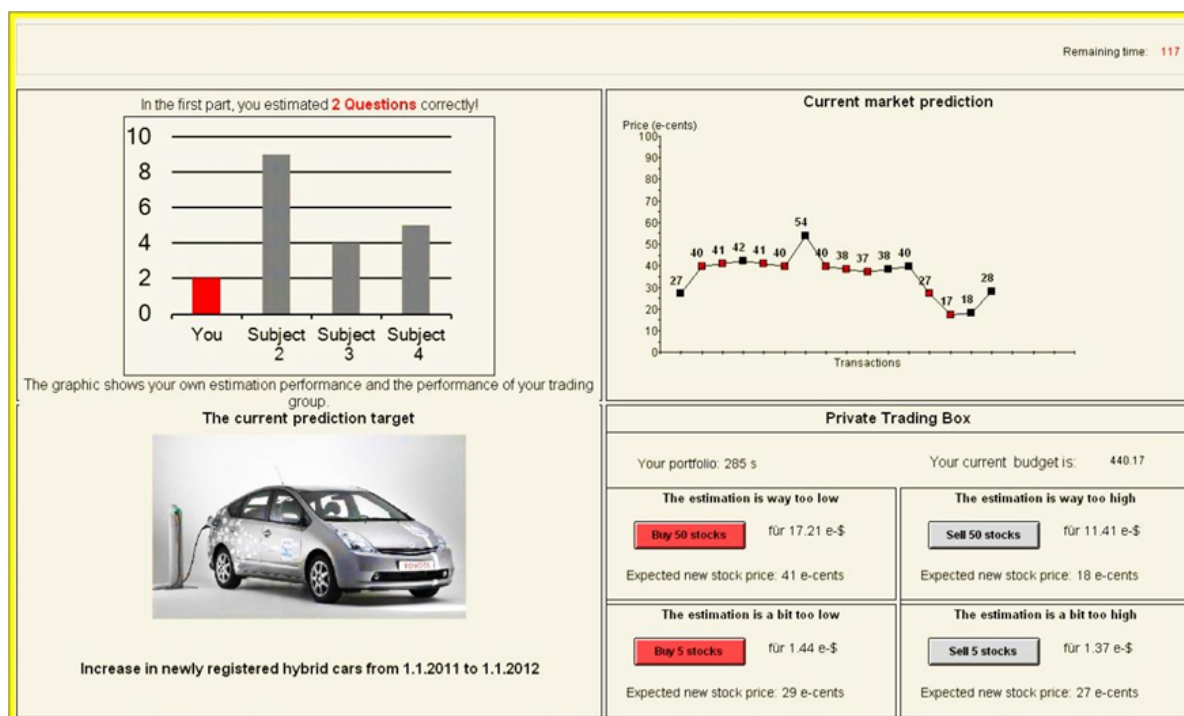 Remaining time: 117
In the first part, you estimated 2 Questions correctly!
10
8
6
4
2
0
You
Subject 2
Subject 3
Subject 4
The graphic shows your own estimation performance and the performance of your trading
group.
Current market prediction
Price (e-cents)
100
90
80
70
60
50
40
30
20
10
0
27
40
41
42
41
40
54
40
38
37
38
40
27
17
18
28
Transactions
The current prediction target
TOYOTA
Increase in newly registered hybrid cars from 1.1.2011 to 1.1.2012
Private Trading Box
Your portfolio: 285 s
Your current budget is: 440.17
The estimation is way too low
Buy 50 stocks für 17.21 e-$
Expected new stock price: 41 e-cents
The estimation is way too high
Sell 50 stocks für 11.41 e-$
Expected new stock price: 18 e-cents
The estimation is a bit too low
Buy 5 stocks für 1.44 e-$
Expected new stock price: 29 e-cents
The estimation is a bit too high
Sell 5 stocks für 1.37 e-$
Expected new stock price: 27 e-cents